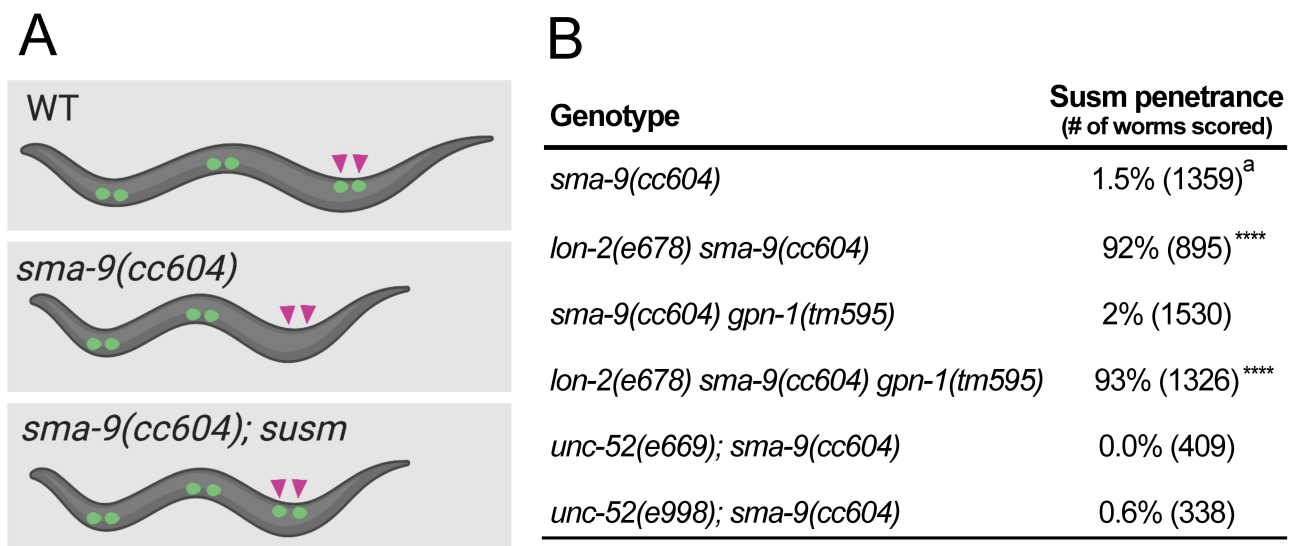 A
WT
sma-9(cc604)
sma-9(cc604); susm
B
Genotype Susm penetrance (# of worms scored)
sma-9(cc604) 1.5% (1359)a
lon-2(e678) sma-9(cc604) 92% (895)****
sma-9(cc604) gpn-1(tm595) 2% (1530)
lon-2(e678) sma-9(cc604) gpn-1(tm595) 93% (1326)****
unc-52(e669); sma-9(cc604) 0.0% (409)
unc-52(e998); sma-9(cc604) 0.6% (338)